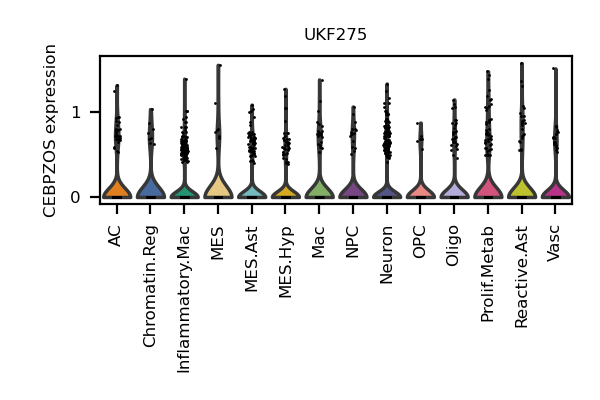 UKF275
CEBPZOS expression
1
0
AC
Chromatin.Reg
Inflammatory.Mac
MES
MES.Ast
MES.Hyp
Mac
NPC
Neuron
OPC
Oligo
Prolif.Metab
Reactive.Ast
Vasc